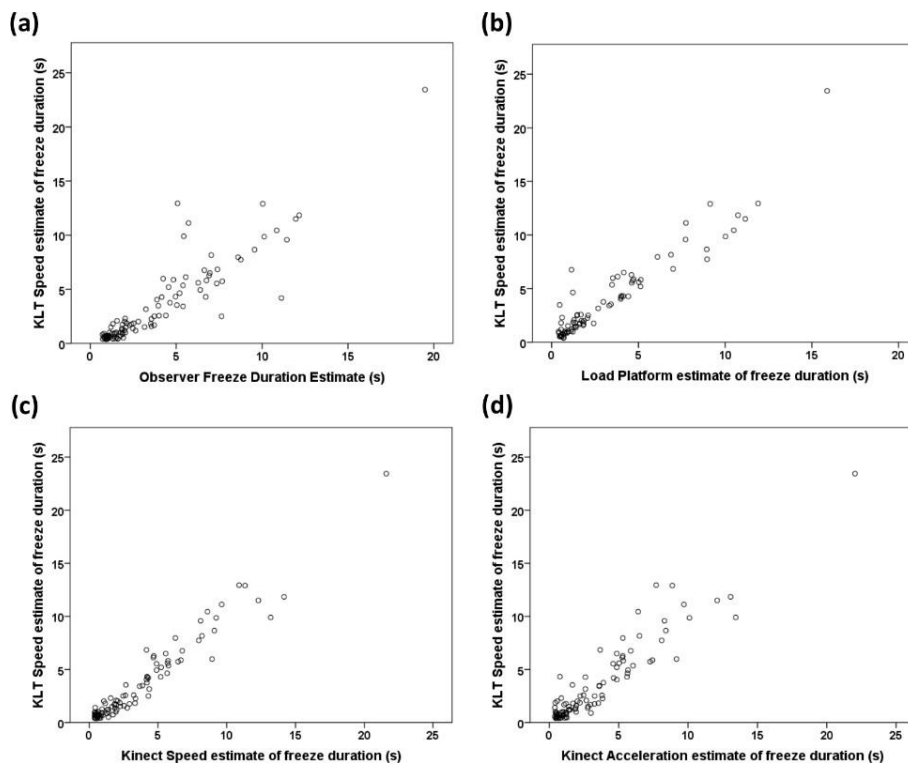 (a)
KLT Speed estimate of freeze duration (s)
25
20
15
10
5
0
0 5 10 15 20
Observer Freeze Duration Estimate (s)
(b)
KLT Speed estimate of freeze duration (s)
25
20
15
10
5
0
0 5 10 15 20
Load Platform estimate of freeze duration (s)
(c)
KLT Speed estimate of freeze duration (s)
25
20
15
10
5
0
0 5 10 15 20 25
Kinect Speed estimate of freeze duration (s)
(d)
KLT Speed estimate of freeze duration (s)
25
20
15
10
5
0
0 5 10 15 20 25
Kinect Acceleration estimate of freeze duration (s)